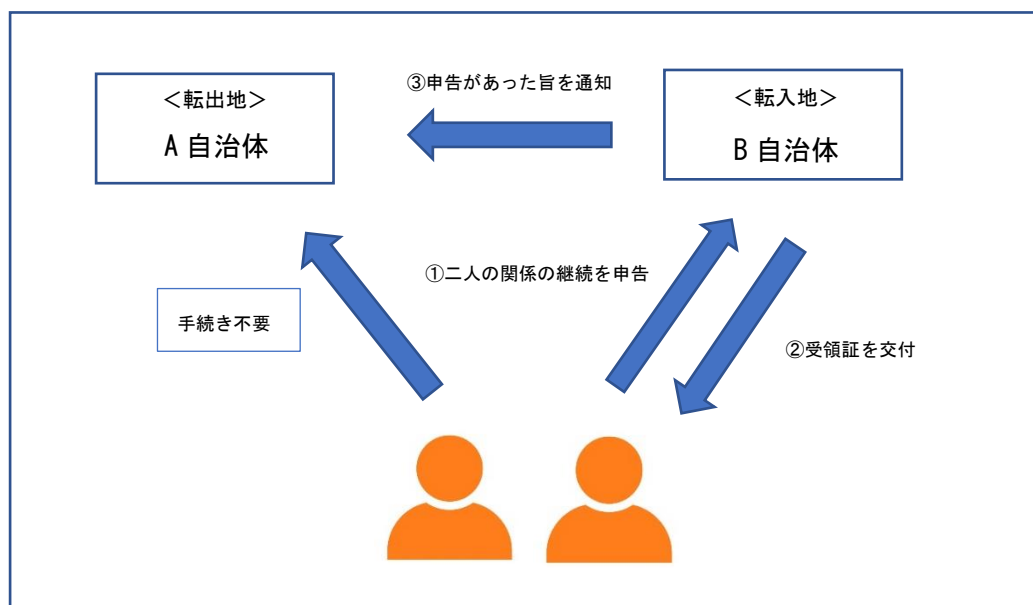 ③申告があった旨を通知
＜転出地＞
A 自治体
＜転入地＞
B 自治体
①二人の関係の継続を申告
手続き不要
②受領証を交付